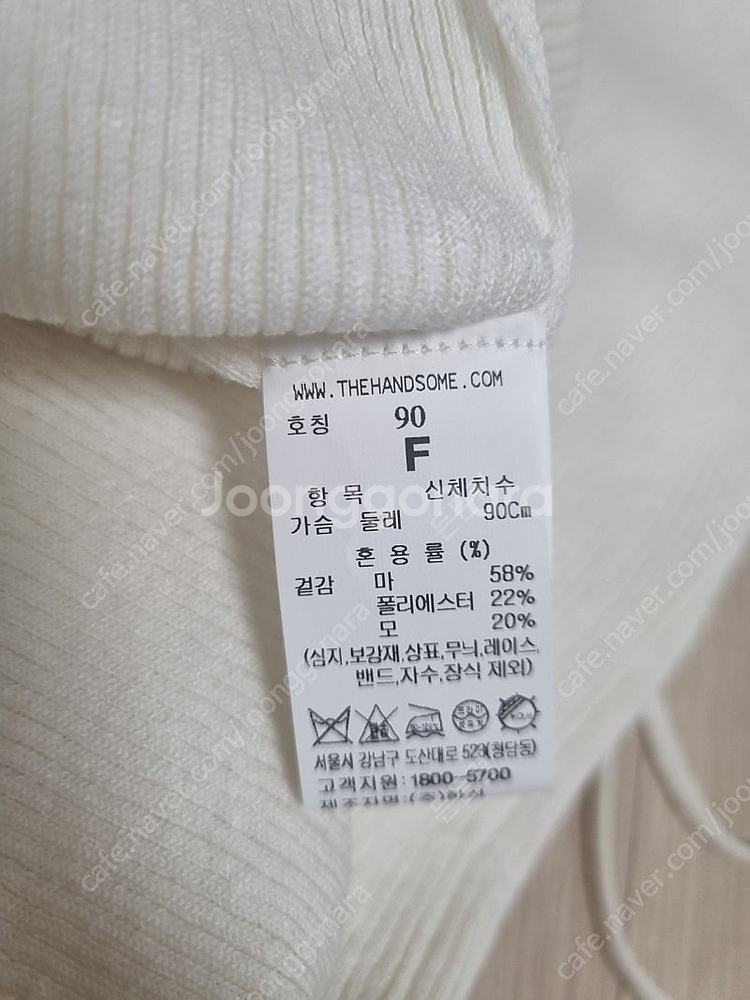 WWW.THEHANDSOME.COM
호칭 90
F
항 목 신체치수
가슴 둘레 90Cm
혼 용 률 (%)
겉감 마 58%
폴리에스터 22%
모 20%
(심지,보강재,상표,무늬,레이스,
밴드,자수,장식 제외)
서울시 강남구 도산대로 529(청담동)
고객지원:1800-5700
Joonggonara
cafe.naver.com/joonggonara